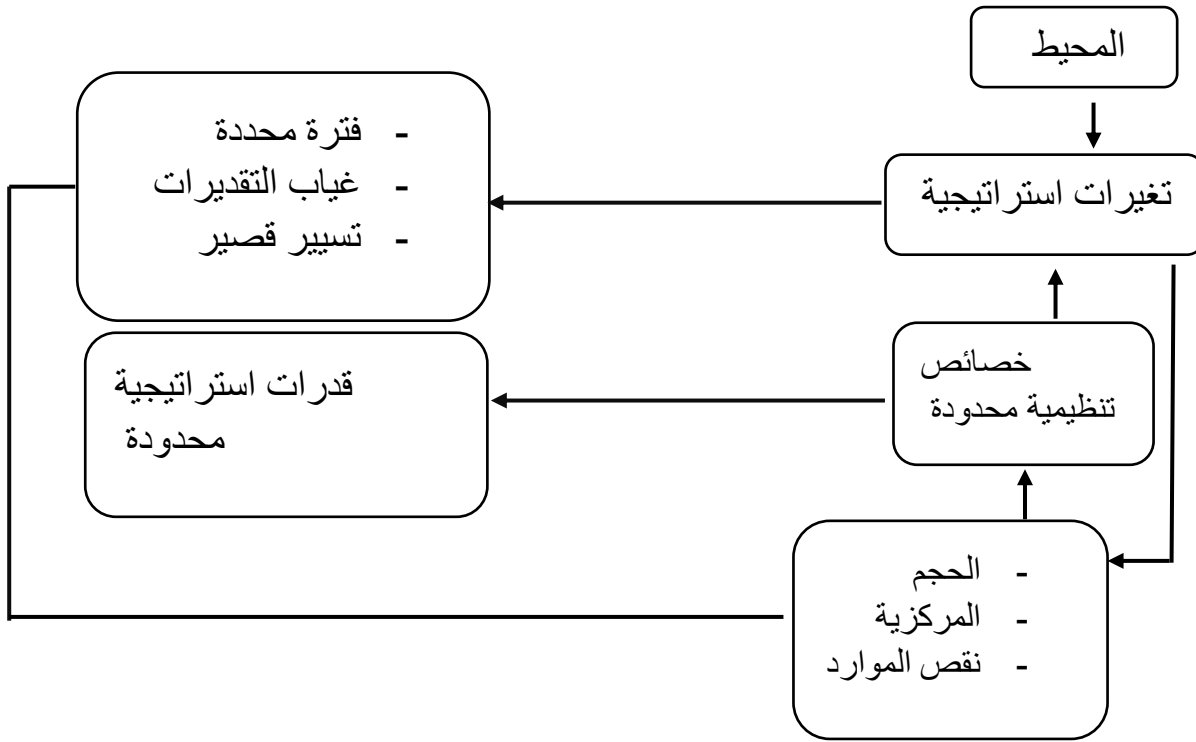 المحيط
تغيرات استراتيجية
- فترة محددة
- غياب التقديرات
- تسيير قصير
خصائص
تنظيمية محدودة
قدرات استراتيجية
محدودة
- الحجم
- المركزية
- نقص الموارد